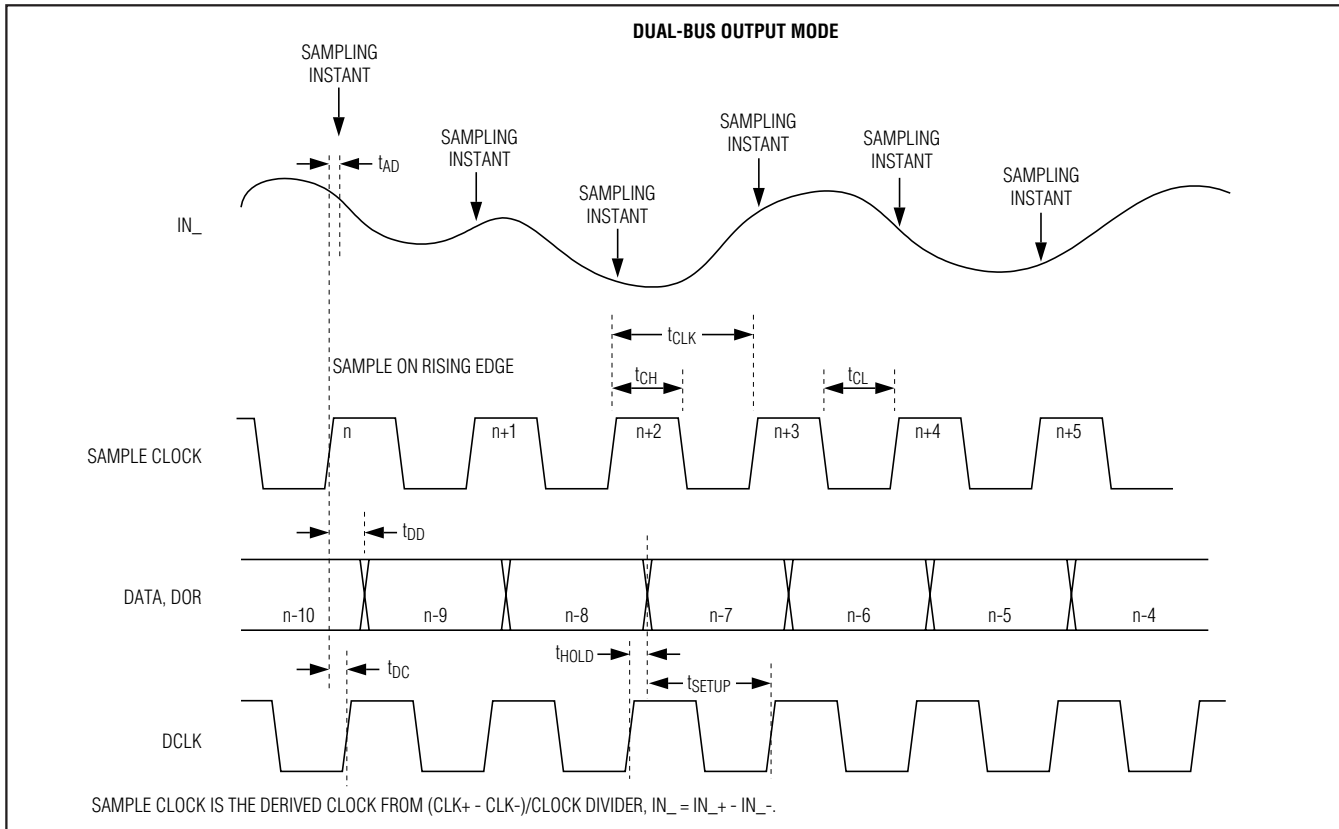 DUAL-BUS OUTPUT MODE
SAMPLING
INSTANT
SAMPLING
INSTANT
SAMPLING
INSTANT
SAMPLING
INSTANT
SAMPLING
INSTANT
SAMPLING
INSTANT
tAD
IN_
tCLK
SAMPLE ON RISING EDGE
tCH
tCL
n
n+1
n+2
n+3
n+4
n+5
SAMPLE CLOCK
tDD
DATA, DOR
n-10
n-9
n-8
n-7
n-6
n-5
n-4
tHOLD
tDC
tSETUP
DCLK
SAMPLE CLOCK IS THE DERIVED CLOCK FROM (CLK+ - CLK-)/CLOCK DIVIDER, IN_ = IN_+ - IN_-.